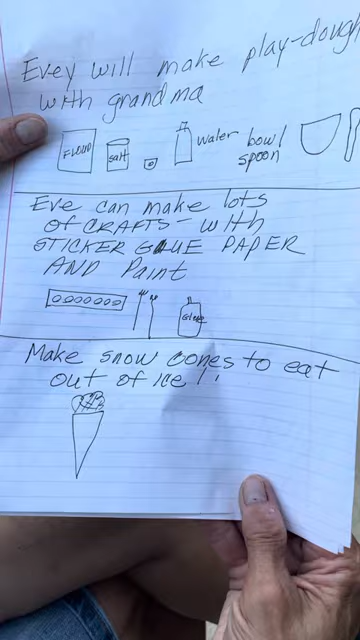 Evey will make play-dough
with grandma
FLOUR
salt
water bowl
spoon
Eve can make lots
of CRAFTS - with
STICKER GLUE PAPER
AND Paint
Glue
Make snow cones to eat
out of ice!!